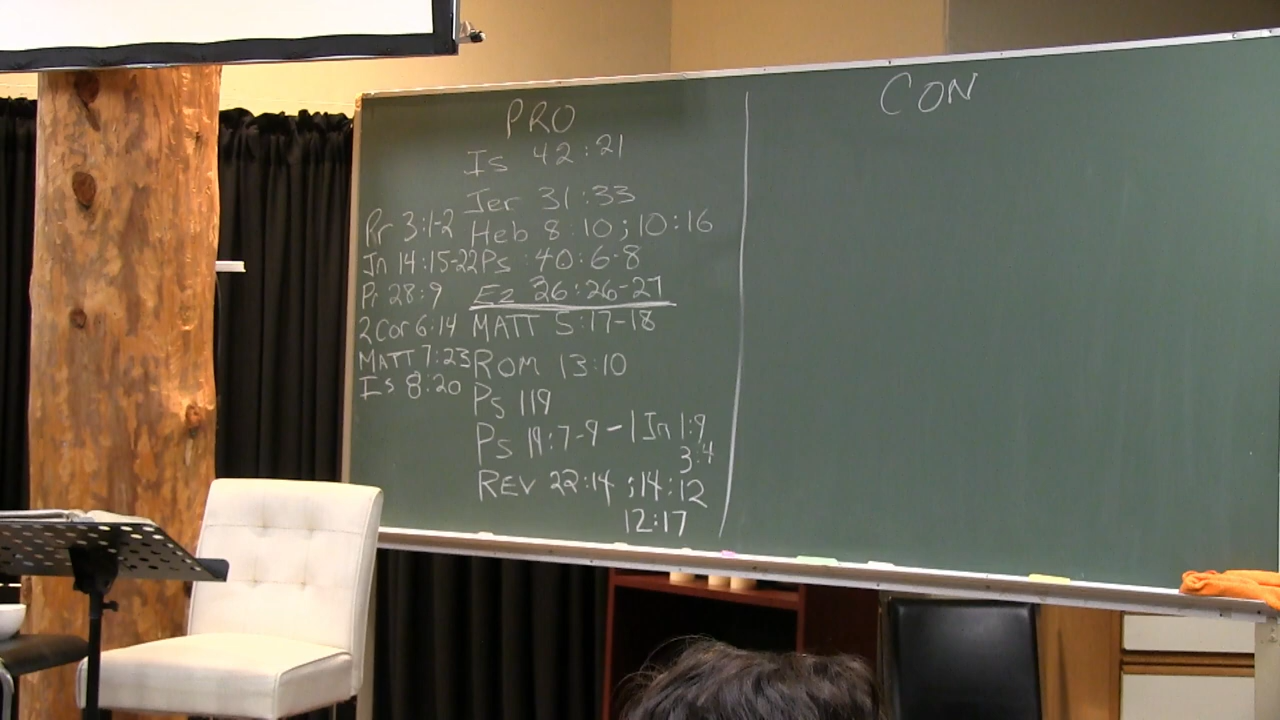 PRO
Is 42:21
Jer 31:33
Heb 8:10; 10:16
Ps 40:6-8
Ez 36:26-27
MATT 5:17-18
Rom 13:10
Ps 119
Ps 19:7-9 - 1 Jn 1:9
3:4
REV 22:14 ; 14:12
12:17
Pr 3:1-2
Jn 14:15-22
Pr 28:9
2 Cor 6:14
MATT 7:23
Is 8:20
CON